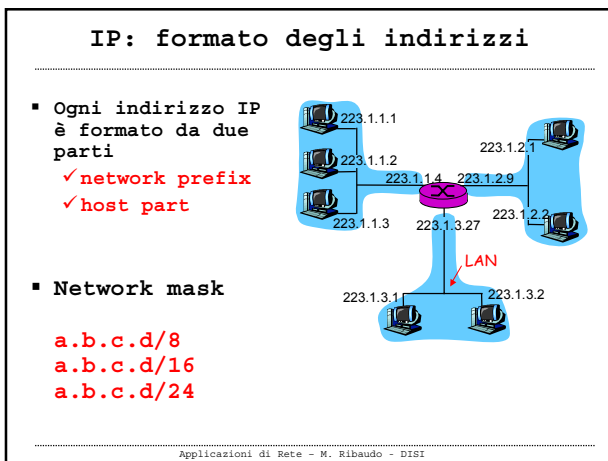 IP: formato degli indirizzi
▪ Ogni indirizzo IP
è formato da due
parti
✓network prefix
✓host part
▪ Network mask
a.b.c.d/8
a.b.c.d/16
a.b.c.d/24
223.1.1.1
223.1.1.2
223.1.1.3
223.1.1.4
223.1.2.9
223.1.2.1
223.1.2.2
223.1.3.27
LAN
223.1.3.1
223.1.3.2
Applicazioni di Rete – M. Ribaudo - DISI